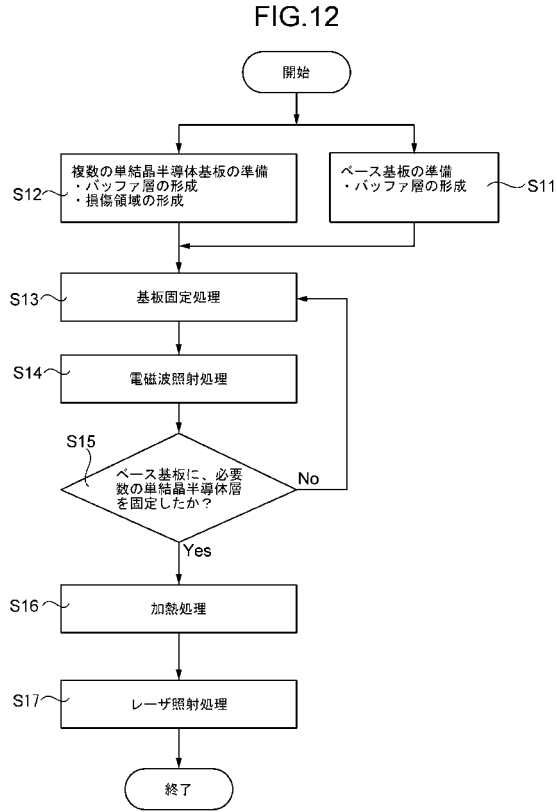 FIG.12
開始
複数の単結晶半導体基板の準備
・バッファ層の形成
・損傷領域の形成
S12
ベース基板の準備
・バッファ層の形成
S11
基板固定処理
S13
電磁波照射処理
S14
S15
ベース基板に、必要
数の単結晶半導体層
を固定したか？
No
Yes
加熱処理
S16
レーザ照射処理
S17
終了